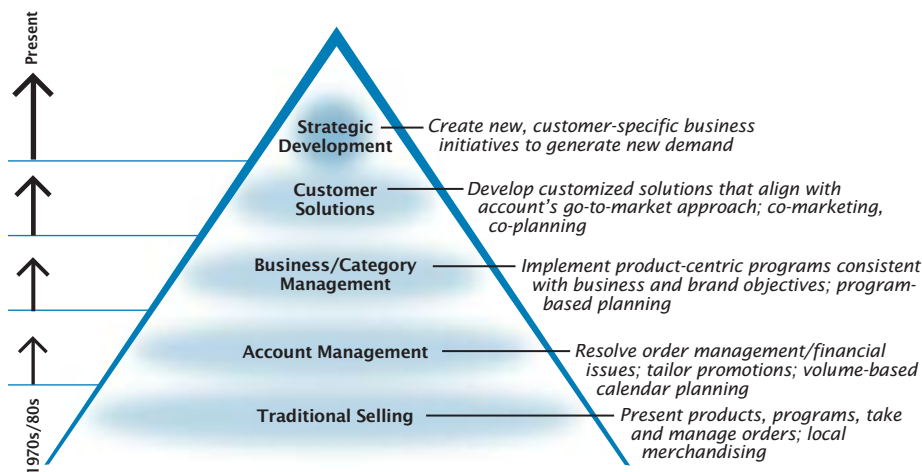 Present
Strategic
Development
Create new, customer-specific business
initiatives to generate new demand
Customer
Solutions
Develop customized solutions that align with
account's go-to-market approach; co-marketing,
co-planning
Business/Category
Management
Implement product-centric programs consistent
with business and brand objectives; program-
based planning
Account Management
Resolve order management/financial
issues; tailor promotions; volume-based
calendar planning
Traditional Selling
Present products, programs, take
and manage orders; local
merchandising
1970s/80s